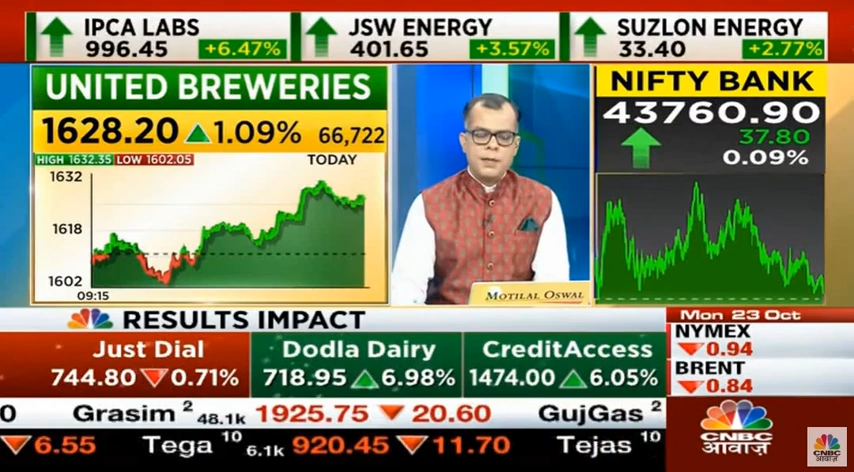 IPCA LABS
996.45 +6.47%
JSW ENERGY
401.65 +3.57%
SUZLON ENERGY
33.40 +2.77%
UNITED BREWERIES
1628.20 1.09% 66,722
HIGH 1632.35 LOW 1602.05 TODAY
1632
1618
1602
09:15
MOTILAL OSWAL
NIFTY BANK
43760.90
37.80
0.09%
RESULTS IMPACT
Just Dial
744.80 0.71%
Dodla Dairy
718.95 6.98%
CreditAccess
1474.00 6.05%
Mon 23 Oct
NYMEX
0.94
BRENT
0.84
0 Grasim 2 48.1k 1925.75 20.60 GujGas 2
6.55 Tega 10 6.1k 920.45 11.70 Tejas 10
CNBC
आवाज़
CNBC
आवाज़